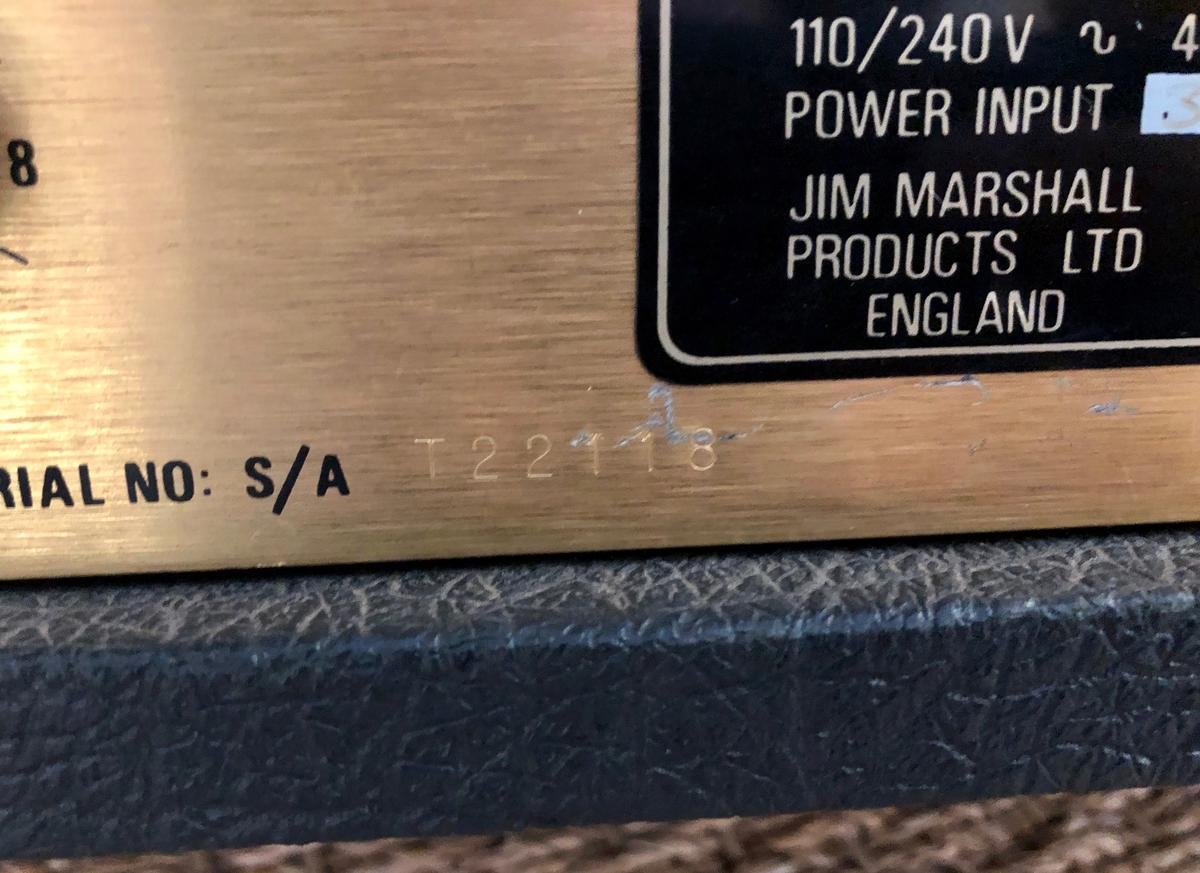 110/240V ~ 4
POWER INPUT
JIM MARSHALL
PRODUCTS LTD
ENGLAND
8
RIAL NO: S/A T22118